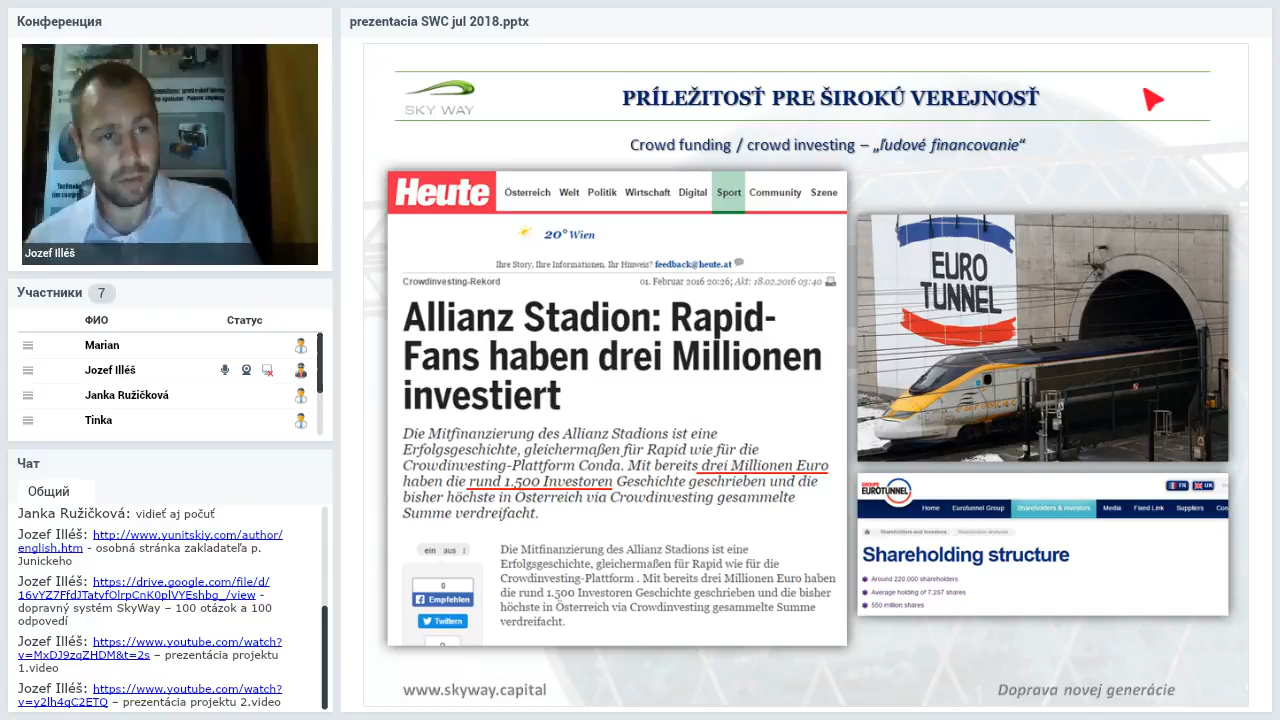 Конференция
Jozef Illéš
Участники 7
ФИО Статус
Marian
Jozef Illéš
Janka Ružičková
Tinka
Чат
Общий
Janka Ružičková: vidieť aj počuť
Jozef Illéš: http://www.yunitskiy.com/author/
english.htm - osobná stránka zakladateľa p.
Junickeho
Jozef Illéš: https://drive.google.com/file/d/
16vYZ7FfdJTatvfOlrpCnK0plVYEshbg_/view -
dopravný systém SkyWay – 100 otázok a 100
odpovedí
Jozef Illéš: https://www.youtube.com/watch?
v=MxDJ9zqZHDM&t=2s – prezentácia projektu
1.video
Jozef Illéš: https://www.youtube.com/watch?
v=y2lh4qC2ETQ – prezentácia projektu 2.video
prezentacia SWC jul 2018.pptx
SKY WAY
PRÍLEŽITOSŤ PRE ŠIROKÚ VEREJNOSŤ
Crowd funding / crowd investing – „ľudové financovanie“
Heute Österreich Welt Politik Wirtschaft Digital Sport Community Szene
20° Wien
Ihre Story, Ihre Informationen, Ihr Hinweis? feedback@heute.at
Crowdinvesting-Rekord 01. Februar 2016 20:26; Akt: 18.02.2016 03:40
Allianz Stadion: Rapid-
Fans haben drei Millionen
investiert
Die Mitfinanzierung des Allianz Stadions ist eine
Erfolgsgeschichte, gleichermaßen für Rapid wie für die
Crowdinvesting-Plattform Conda. Mit bereits drei Millionen Euro
haben die rund 1.500 Investoren Geschichte geschrieben und die
bisher höchste in Österreich via Crowdinvesting gesammelte
Summe verdreifacht.
ein aus
0
Empfehlen
Twittern
0
Die Mitfinanzierung des Allianz Stadions ist eine
Erfolgsgeschichte, gleichermaßen für Rapid wie für die
Crowdinvesting-Plattform . Mit bereits drei Millionen Euro haben
die rund 1.500 Investoren Geschichte geschrieben und die bisher
höchste in Österreich via Crowdinvesting gesammelte Summe
verdreifacht.
EURO
TUNNEL
GROUPE
EUROTUNNEL
FR UK
Home Eurotunnel Group Shareholders & Investors Media Fixed Link Suppliers
Shareholders and Investors Shareholder analysis
Shareholding structure
Around 220,000 shareholders
Average holding of 7,257 shares
550 million shares
www.skyway.capital
Doprava novej generácie